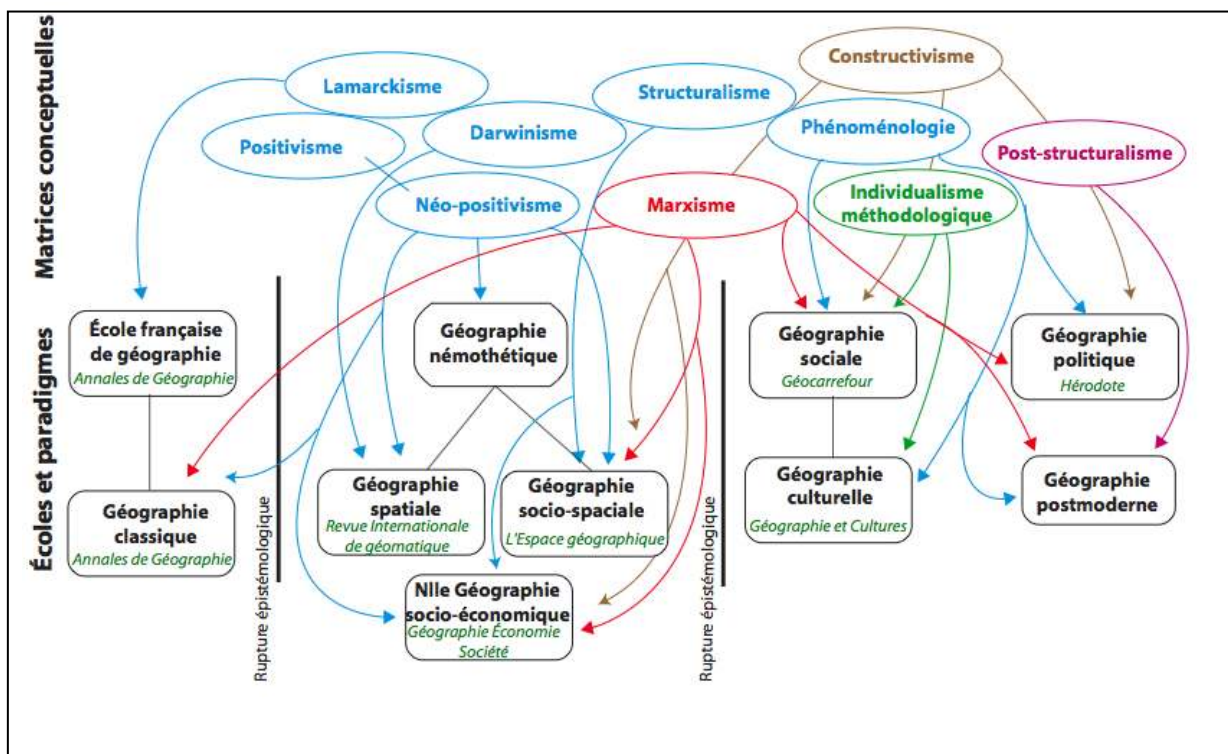 Matrices conceptuelles
Constructivisme
Lamarckisme
Structuralisme
Positivisme
Darwinisme
Phénoménologie
Post-structuralisme
Néo-positivisme
Marxisme
Individualisme
méthodologique
Écoles et paradigmes
École française
de géographie
Annales de Géographie
Géographie
némothétique
Géographie
sociale
Géocarrefour
Géographie
politique
Hérodote
Géographie
classique
Annales de Géographie
Rupture épistémologique
Géographie
spatiale
Revue Internationale
de géomatique
Géographie
socio-spaciale
L'Espace géographique
Rupture épistémologique
Géographie
culturelle
Géographie et Cultures
Géographie
postmoderne
Nlle Géographie
socio-économique
Géographie Économie
Société